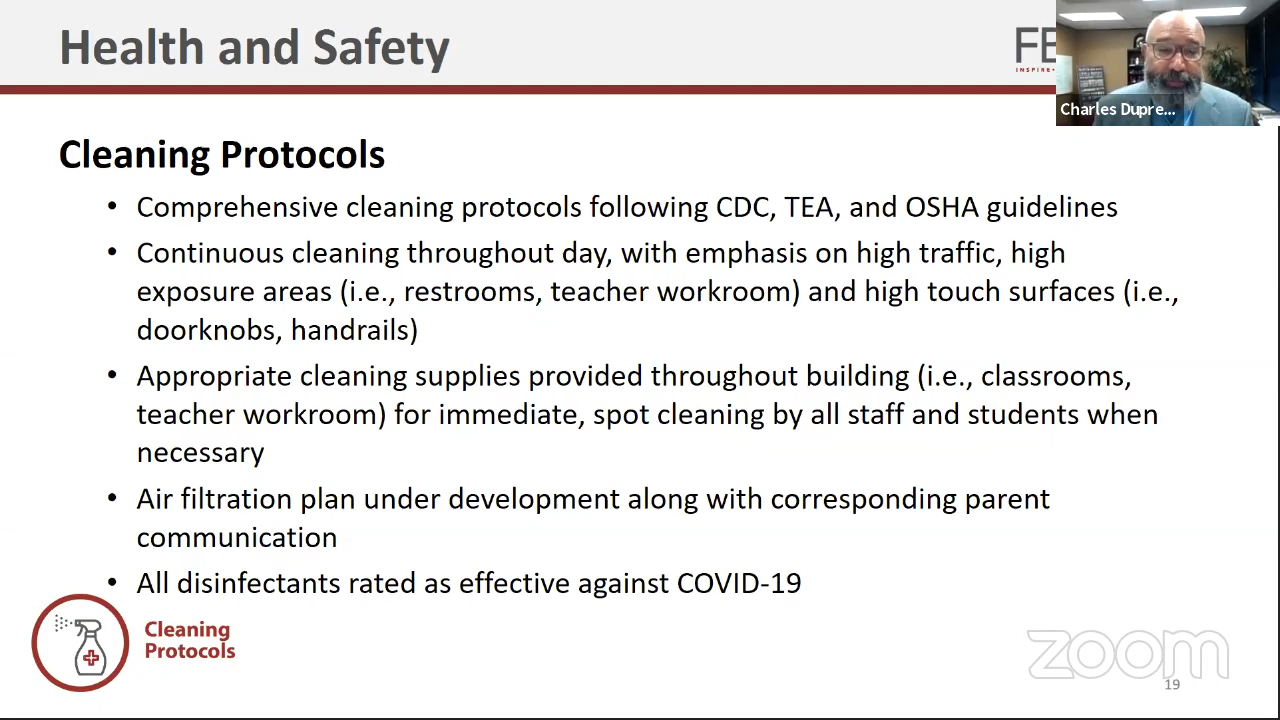 Health and Safety
FE
INSPIRE•
Charles Dupre...
Cleaning Protocols
• Comprehensive cleaning protocols following CDC, TEA, and OSHA guidelines
• Continuous cleaning throughout day, with emphasis on high traffic, high
exposure areas (i.e., restrooms, teacher workroom) and high touch surfaces (i.e.,
doorknobs, handrails)
• Appropriate cleaning supplies provided throughout building (i.e., classrooms,
teacher workroom) for immediate, spot cleaning by all staff and students when
necessary
• Air filtration plan under development along with corresponding parent
communication
• All disinfectants rated as effective against COVID-19
Cleaning
Protocols
zoom
19